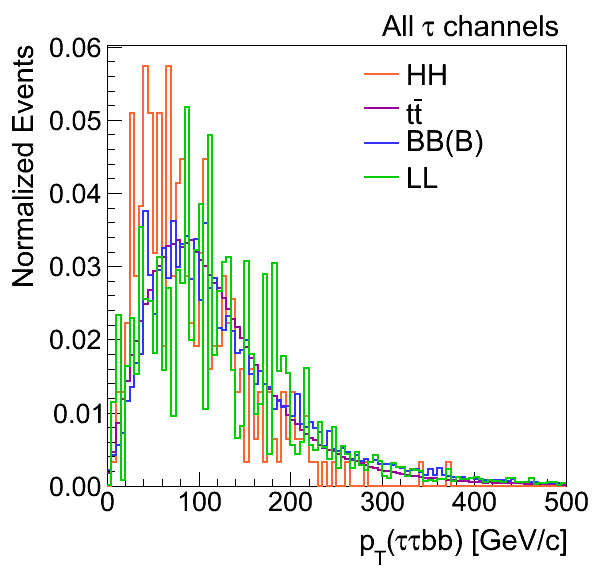 All τ channels
HH
tt̄
BB(B)
LL
Normalized Events
0.06
0.05
0.04
0.03
0.02
0.01
0.00
0 100 200 300 400 500
p_T(ττbb) [GeV/c]